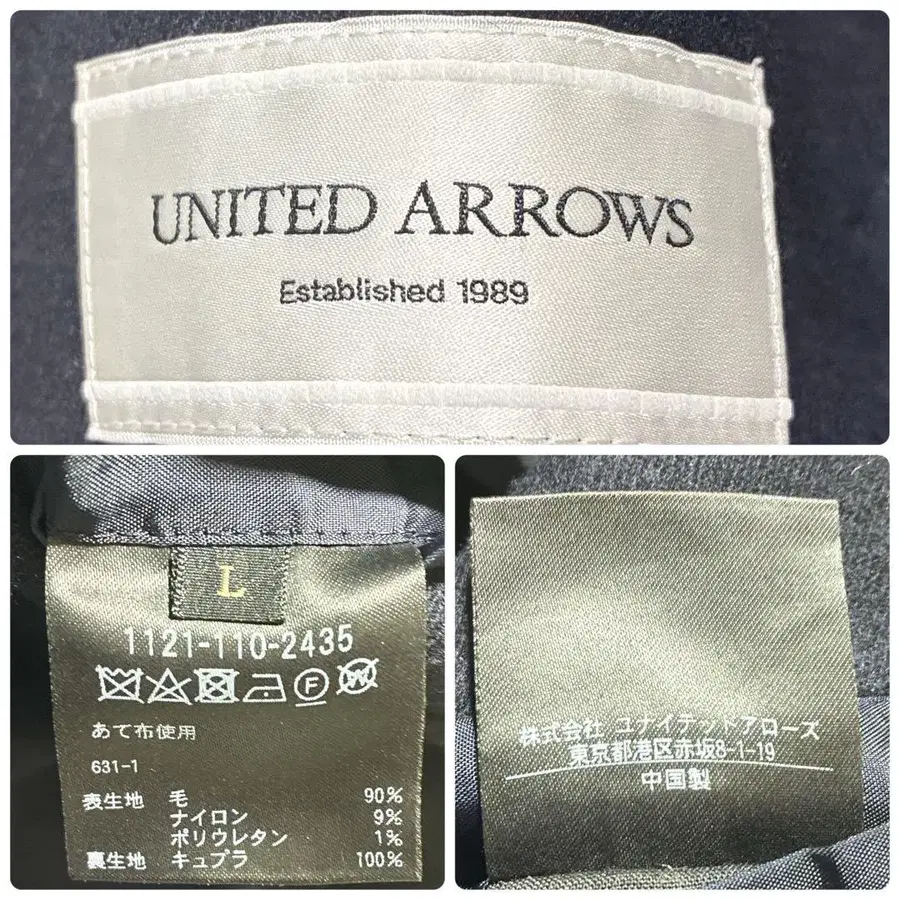 UNITED ARROWS
Established 1989
L
1121-110-2435
F W
あて布使用
631-1
表生地 毛 90%
ナイロン 9%
ポリウレタン 1%
裏生地 キュプラ 100%
株式会社 ユナイテッドアローズ
東京都港区赤坂8-1-19
中国製